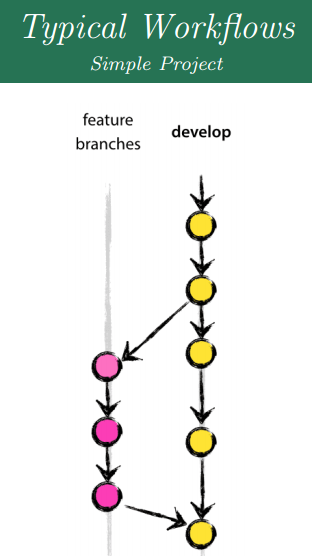 Typical Workflows
Simple Project
feature
branches
develop